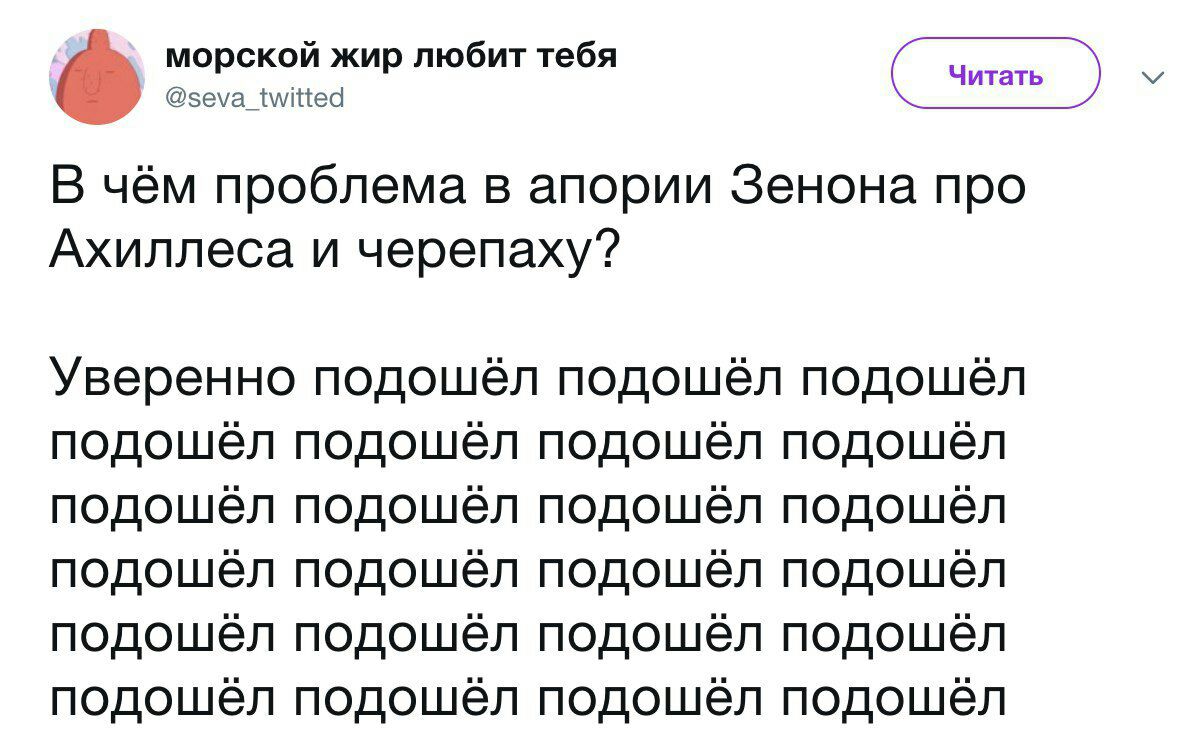 морской жир любит тебя
@seva_twitted
Читать
В чём проблема в апории Зенона про
Ахиллеса и черепаху?
Уверенно подошёл подошёл подошёл
подошёл подошёл подошёл подошёл
подошёл подошёл подошёл подошёл
подошёл подошёл подошёл подошёл
подошёл подошёл подошёл подошёл
подошёл подошёл подошёл подошёл